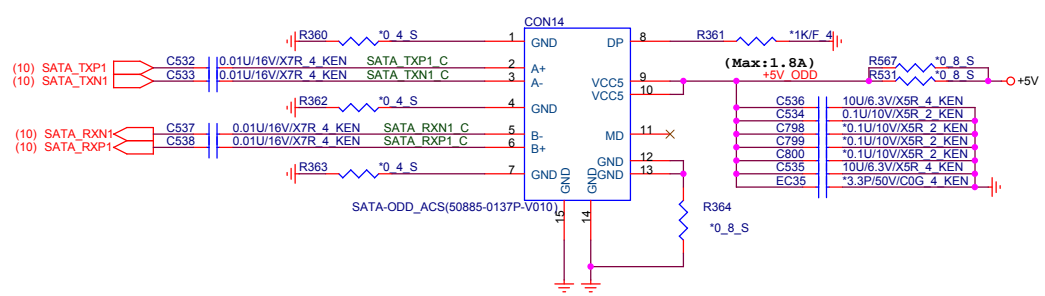 CON14
R360 *0_4_S 1 GND DP 8 R361 *1K/F_4
(10) SATA_TXP1 C532 0.01U/16V/X7R_4_KEN SATA_TXP1_C 2 A+
(10) SATA_TXN1 C533 0.01U/16V/X7R_4_KEN SATA_TXN1_C 3 A-
(Max:1.8A)
+5V_ODD
R567 *0_8_S
R531 *0_8_S
+5V
VCC5 9
VCC5 10
R362 *0_4_S 4 GND
C536 10U/6.3V/X5R_4_KEN
C534 0.1U/10V/X5R_2_KEN
C798 *0.1U/10V/X5R_2_KEN
C799 *0.1U/10V/X5R_2_KEN
C800 *0.1U/10V/X5R_2_KEN
C535 10U/6.3V/X5R_4_KEN
EC35 *3.3P/50V/C0G_4_KEN
(10) SATA_RXN1 C537 0.01U/16V/X7R_4_KEN SATA_RXN1_C 5 B-
(10) SATA_RXP1 C538 0.01U/16V/X7R_4_KEN SATA_RXP1_C 6 B+
MD 11
GND 12
GND 13
R363 *0_4_S 7 GND
GND 15
GND 14
SATA-ODD_ACS(50885-0137P-V010)
R364
*0_8_S